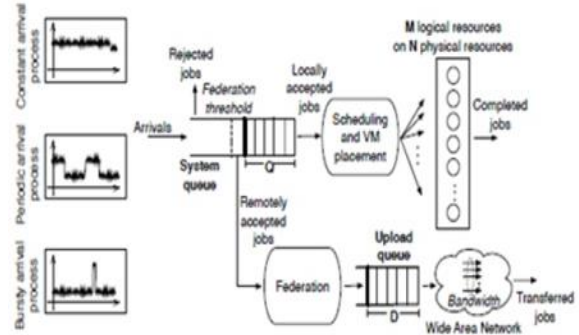 Constant arrival
process
Periodic arrival
process
Bursty arrival
process
Arrivals
Rejected
jobs
Federation
threshold
System
queue
Q
Locally
accepted
jobs
Scheduling
and VM
placement
M logical resources
on N physical resources
Completed
jobs
Remotely
accepted
jobs
Federation
Upload
queue
D
Bandwidth
Wide Area Network
Transferred
jobs